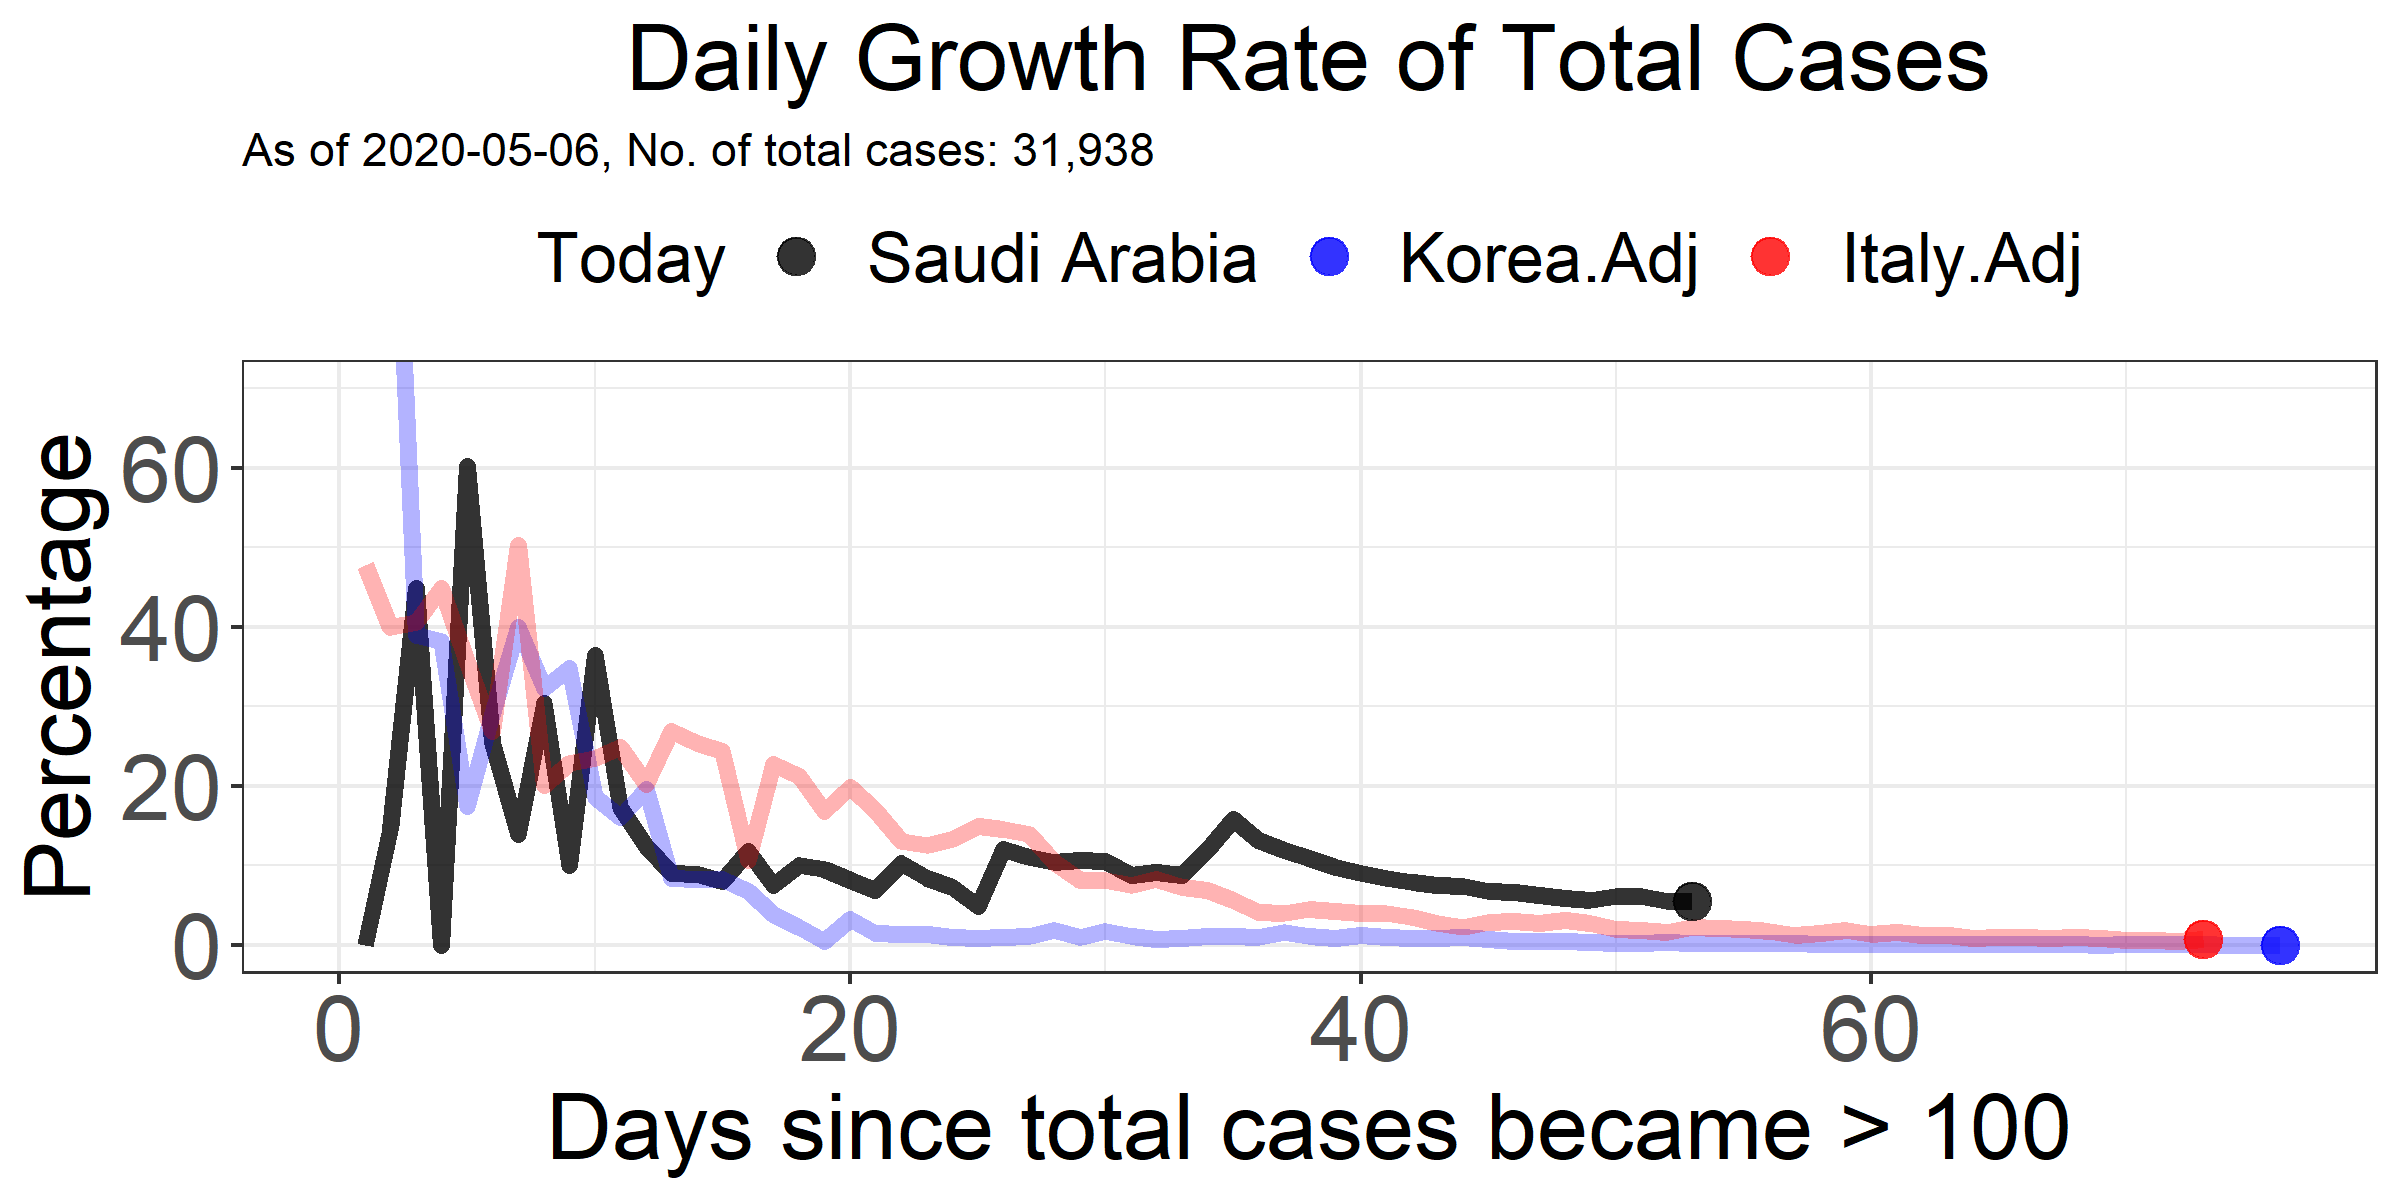 Daily Growth Rate of Total Cases
As of 2020-05-06, No. of total cases: 31,938
Today Saudi Arabia Korea.Adj Italy.Adj
Percentage
60
40
20
0
0 20 40 60
Days since total cases became > 100